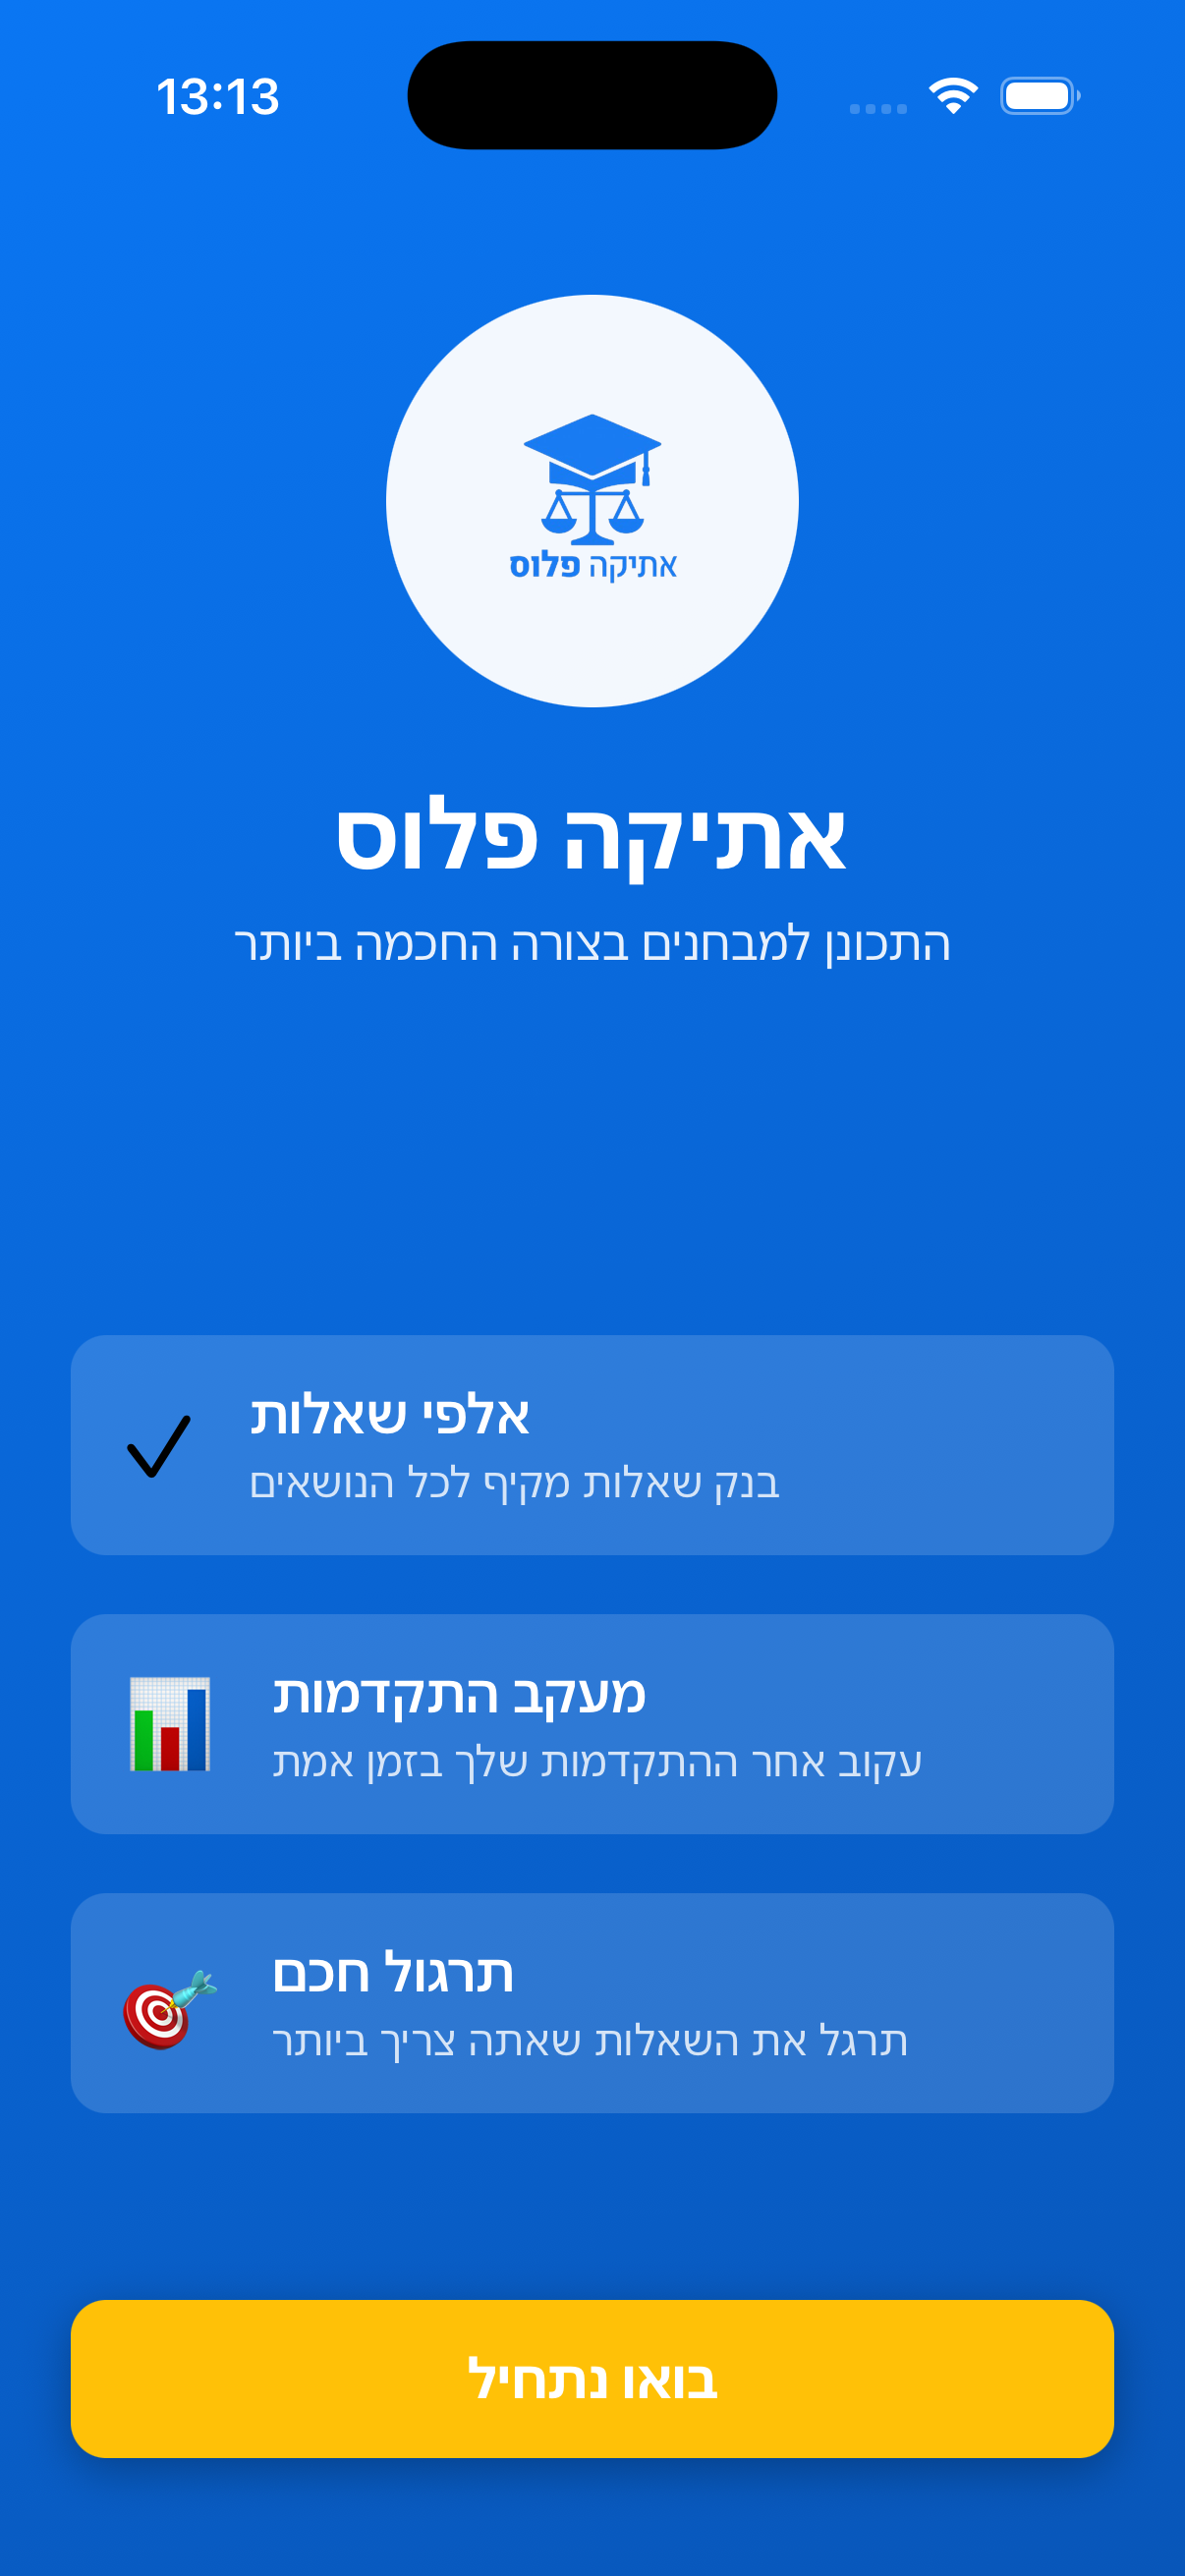 13:13
אתיקה פלוס
אתיקה פלוס
התכונן למבחנים בצורה החכמה ביותר
אלפי שאלות
בנק שאלות מקיף לכל הנושאים
מעקב התקדמות
עקוב אחר ההתקדמות שלך בזמן אמת
תרגול חכם
תרגל את השאלות שאתה צריך ביותר
בואו נתחיל